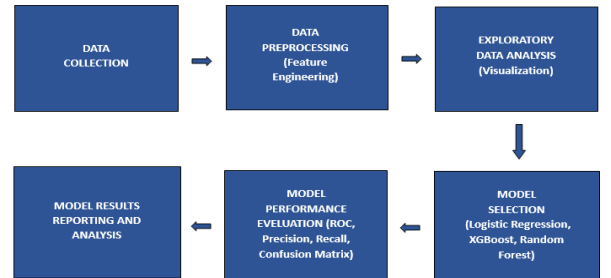 DATA
COLLECTION
DATA
PREPROCESSING
(Feature
Engineering)
EXPLORATORY
DATA ANALYSIS
(Visualization)
MODEL
SELECTION
(Logistic Regression,
XGBoost, Random
Forest)
MODEL
PERFORMANCE
EVELUATION (ROC,
Precision, Recall,
Confusion Matrix)
MODEL RESULTS
REPORTING AND
ANALYSIS